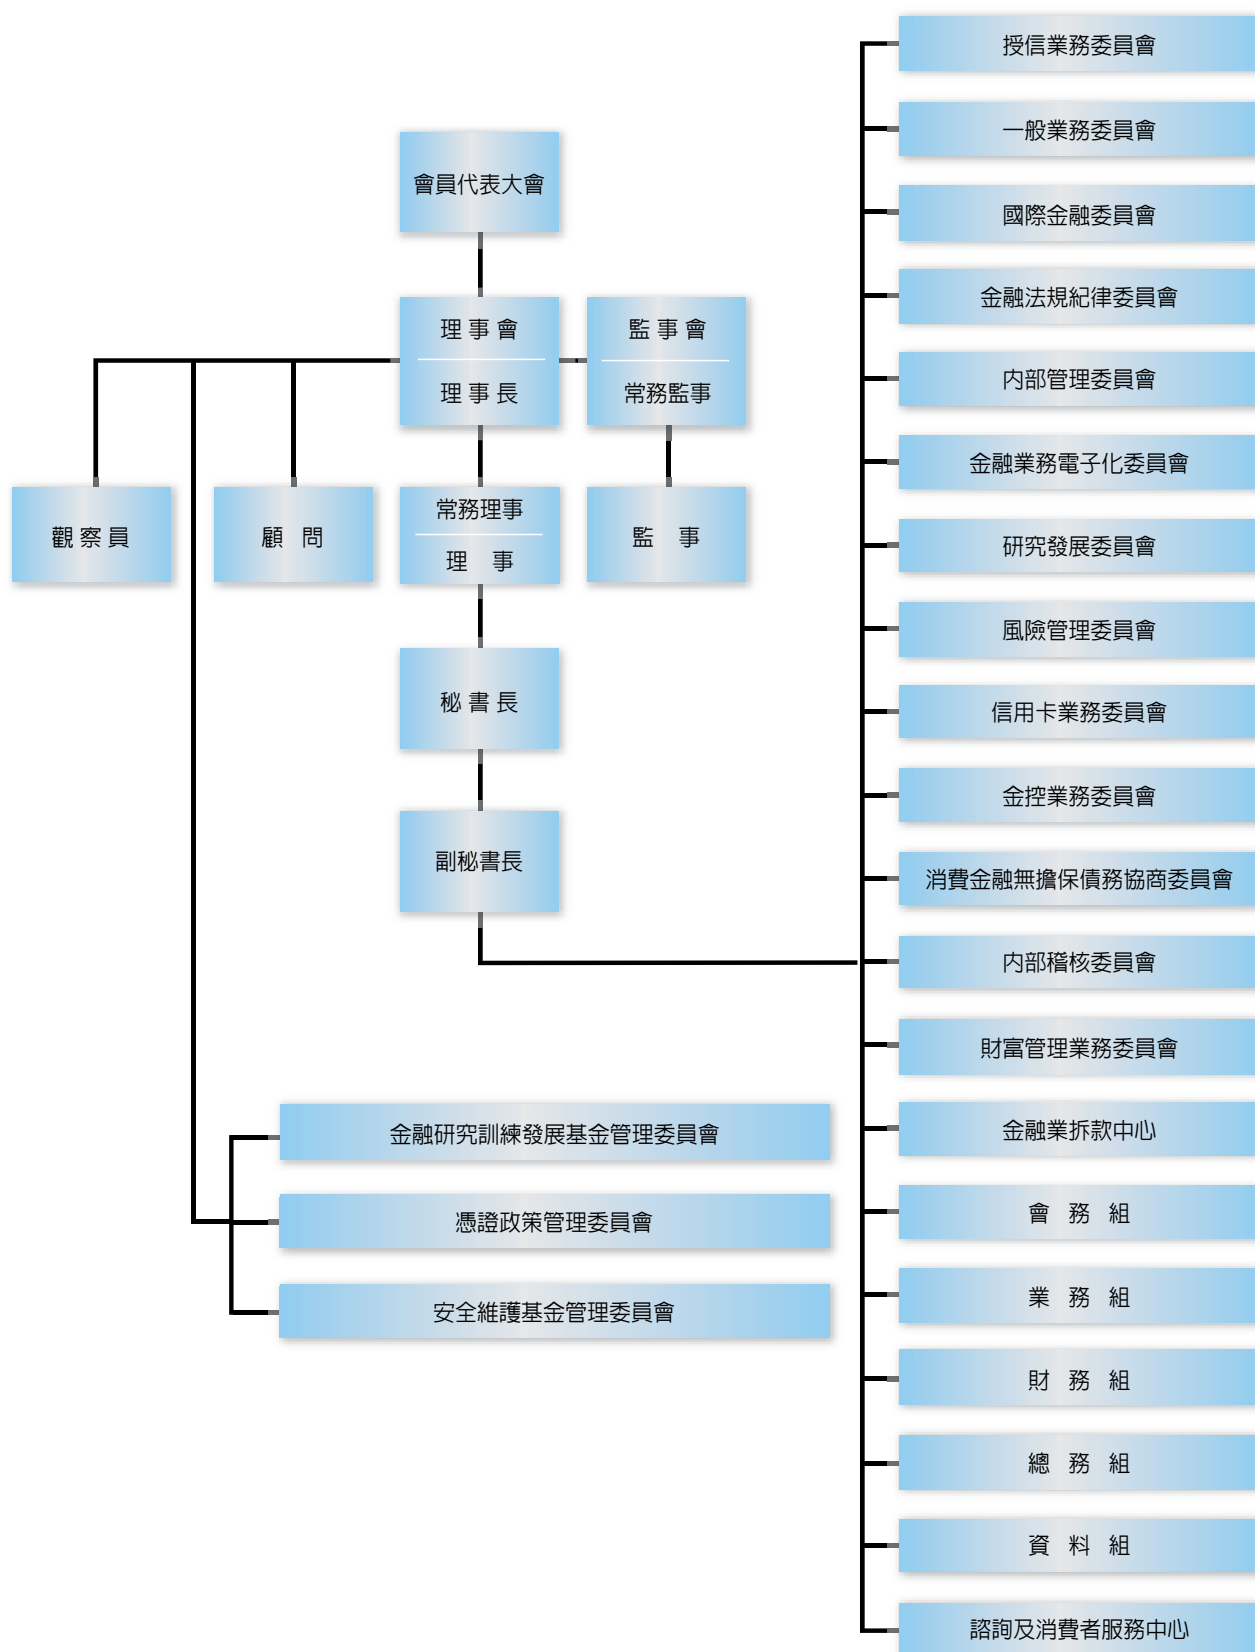 會員代表大會
理事會
理事長
監事會
常務監事
觀察員
顧問
常務理事
理事
監事
秘書長
副秘書長
金融研究訓練發展基金管理委員會
憑證政策管理委員會
安全維護基金管理委員會
授信業務委員會
一般業務委員會
國際金融委員會
金融法規紀律委員會
內部管理委員會
金融業務電子化委員會
研究發展委員會
風險管理委員會
信用卡業務委員會
金控業務委員會
消費金融無擔保債務協商委員會
內部稽核委員會
財富管理業務委員會
金融業拆款中心
會務組
業務組
財務組
總務組
資料組
諮詢及消費者服務中心